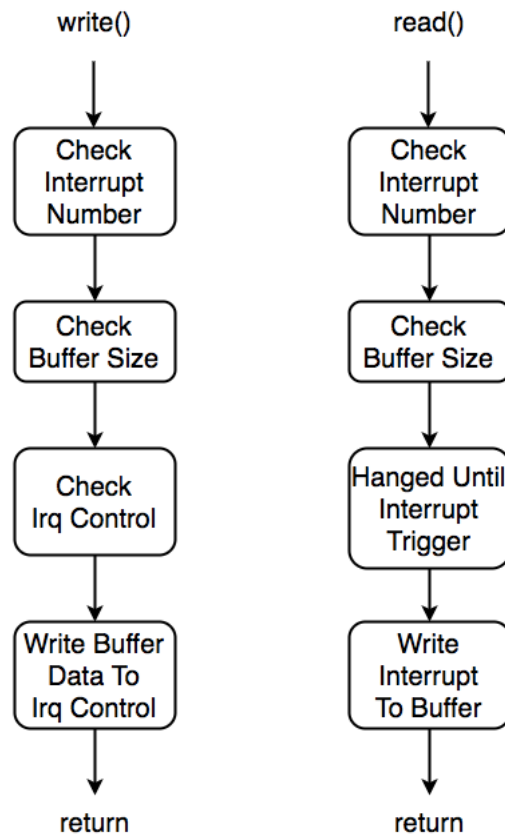 write()
Check
Interrupt
Number
Check
Buffer Size
Check
Irq Control
Write Buffer
Data To
Irq Control
return
read()
Check
Interrupt
Number
Check
Buffer Size
Hanged Until
Interrupt
Trigger
Write
Interrupt
To Buffer
return